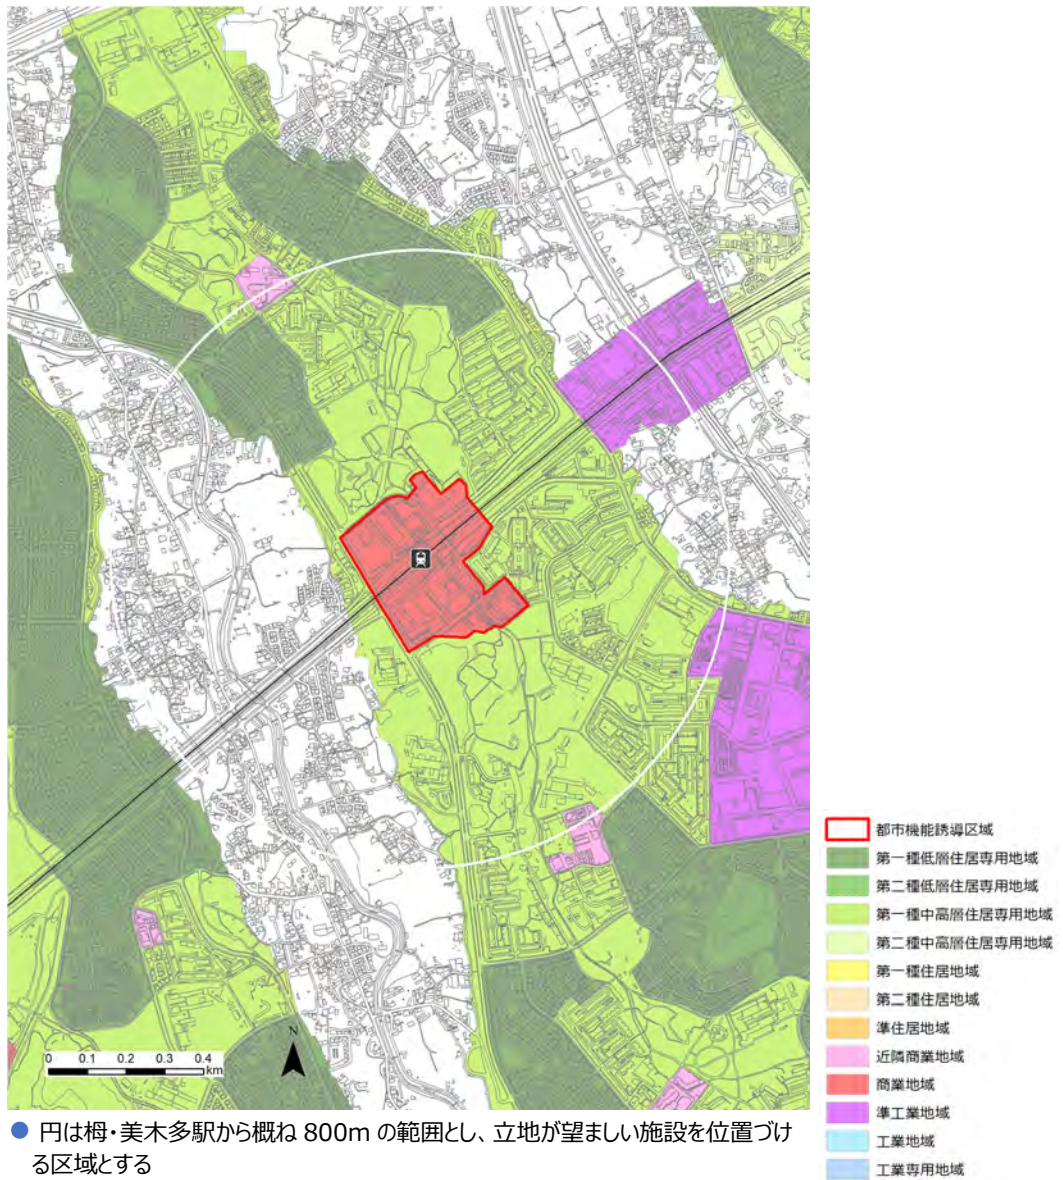 N
0 0.1 0.2 0.3 0.4
km
都市機能誘導区域
第一種低層住居専用地域
第二種低層住居専用地域
第一種中高層住居専用地域
第二種中高層住居専用地域
第一種住居地域
第二種住居地域
準住居地域
近隣商業地域
商業地域
準工業地域
工業地域
工業専用地域
● 円は栂・美木多駅から概ね 800m の範囲とし、立地が望ましい施設を位置づけ
る区域とする